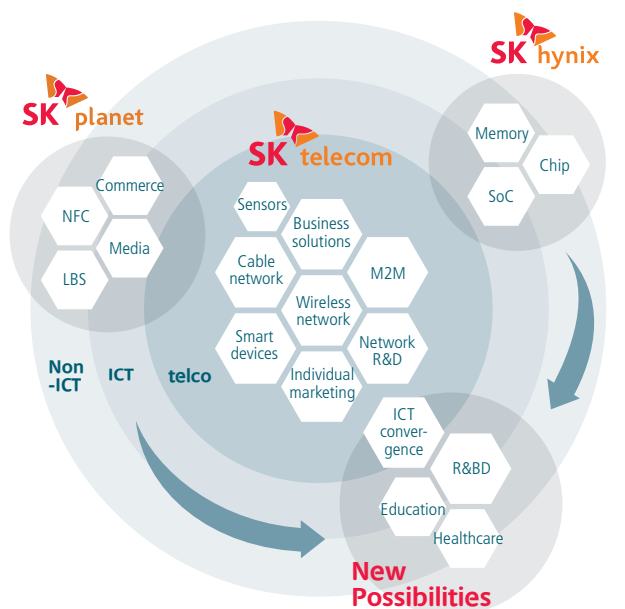 SK hynix
SK planet
SK telecom
Memory
Chip
SoC
Commerce
NFC
Media
LBS
Sensors
Business
solutions
Cable
network
M2M
Wireless
network
Smart
devices
Network
R&D
Individual
marketing
Non
-ICT
ICT
telco
ICT
conver-
gence
R&BD
Education
Healthcare
New
Possibilities